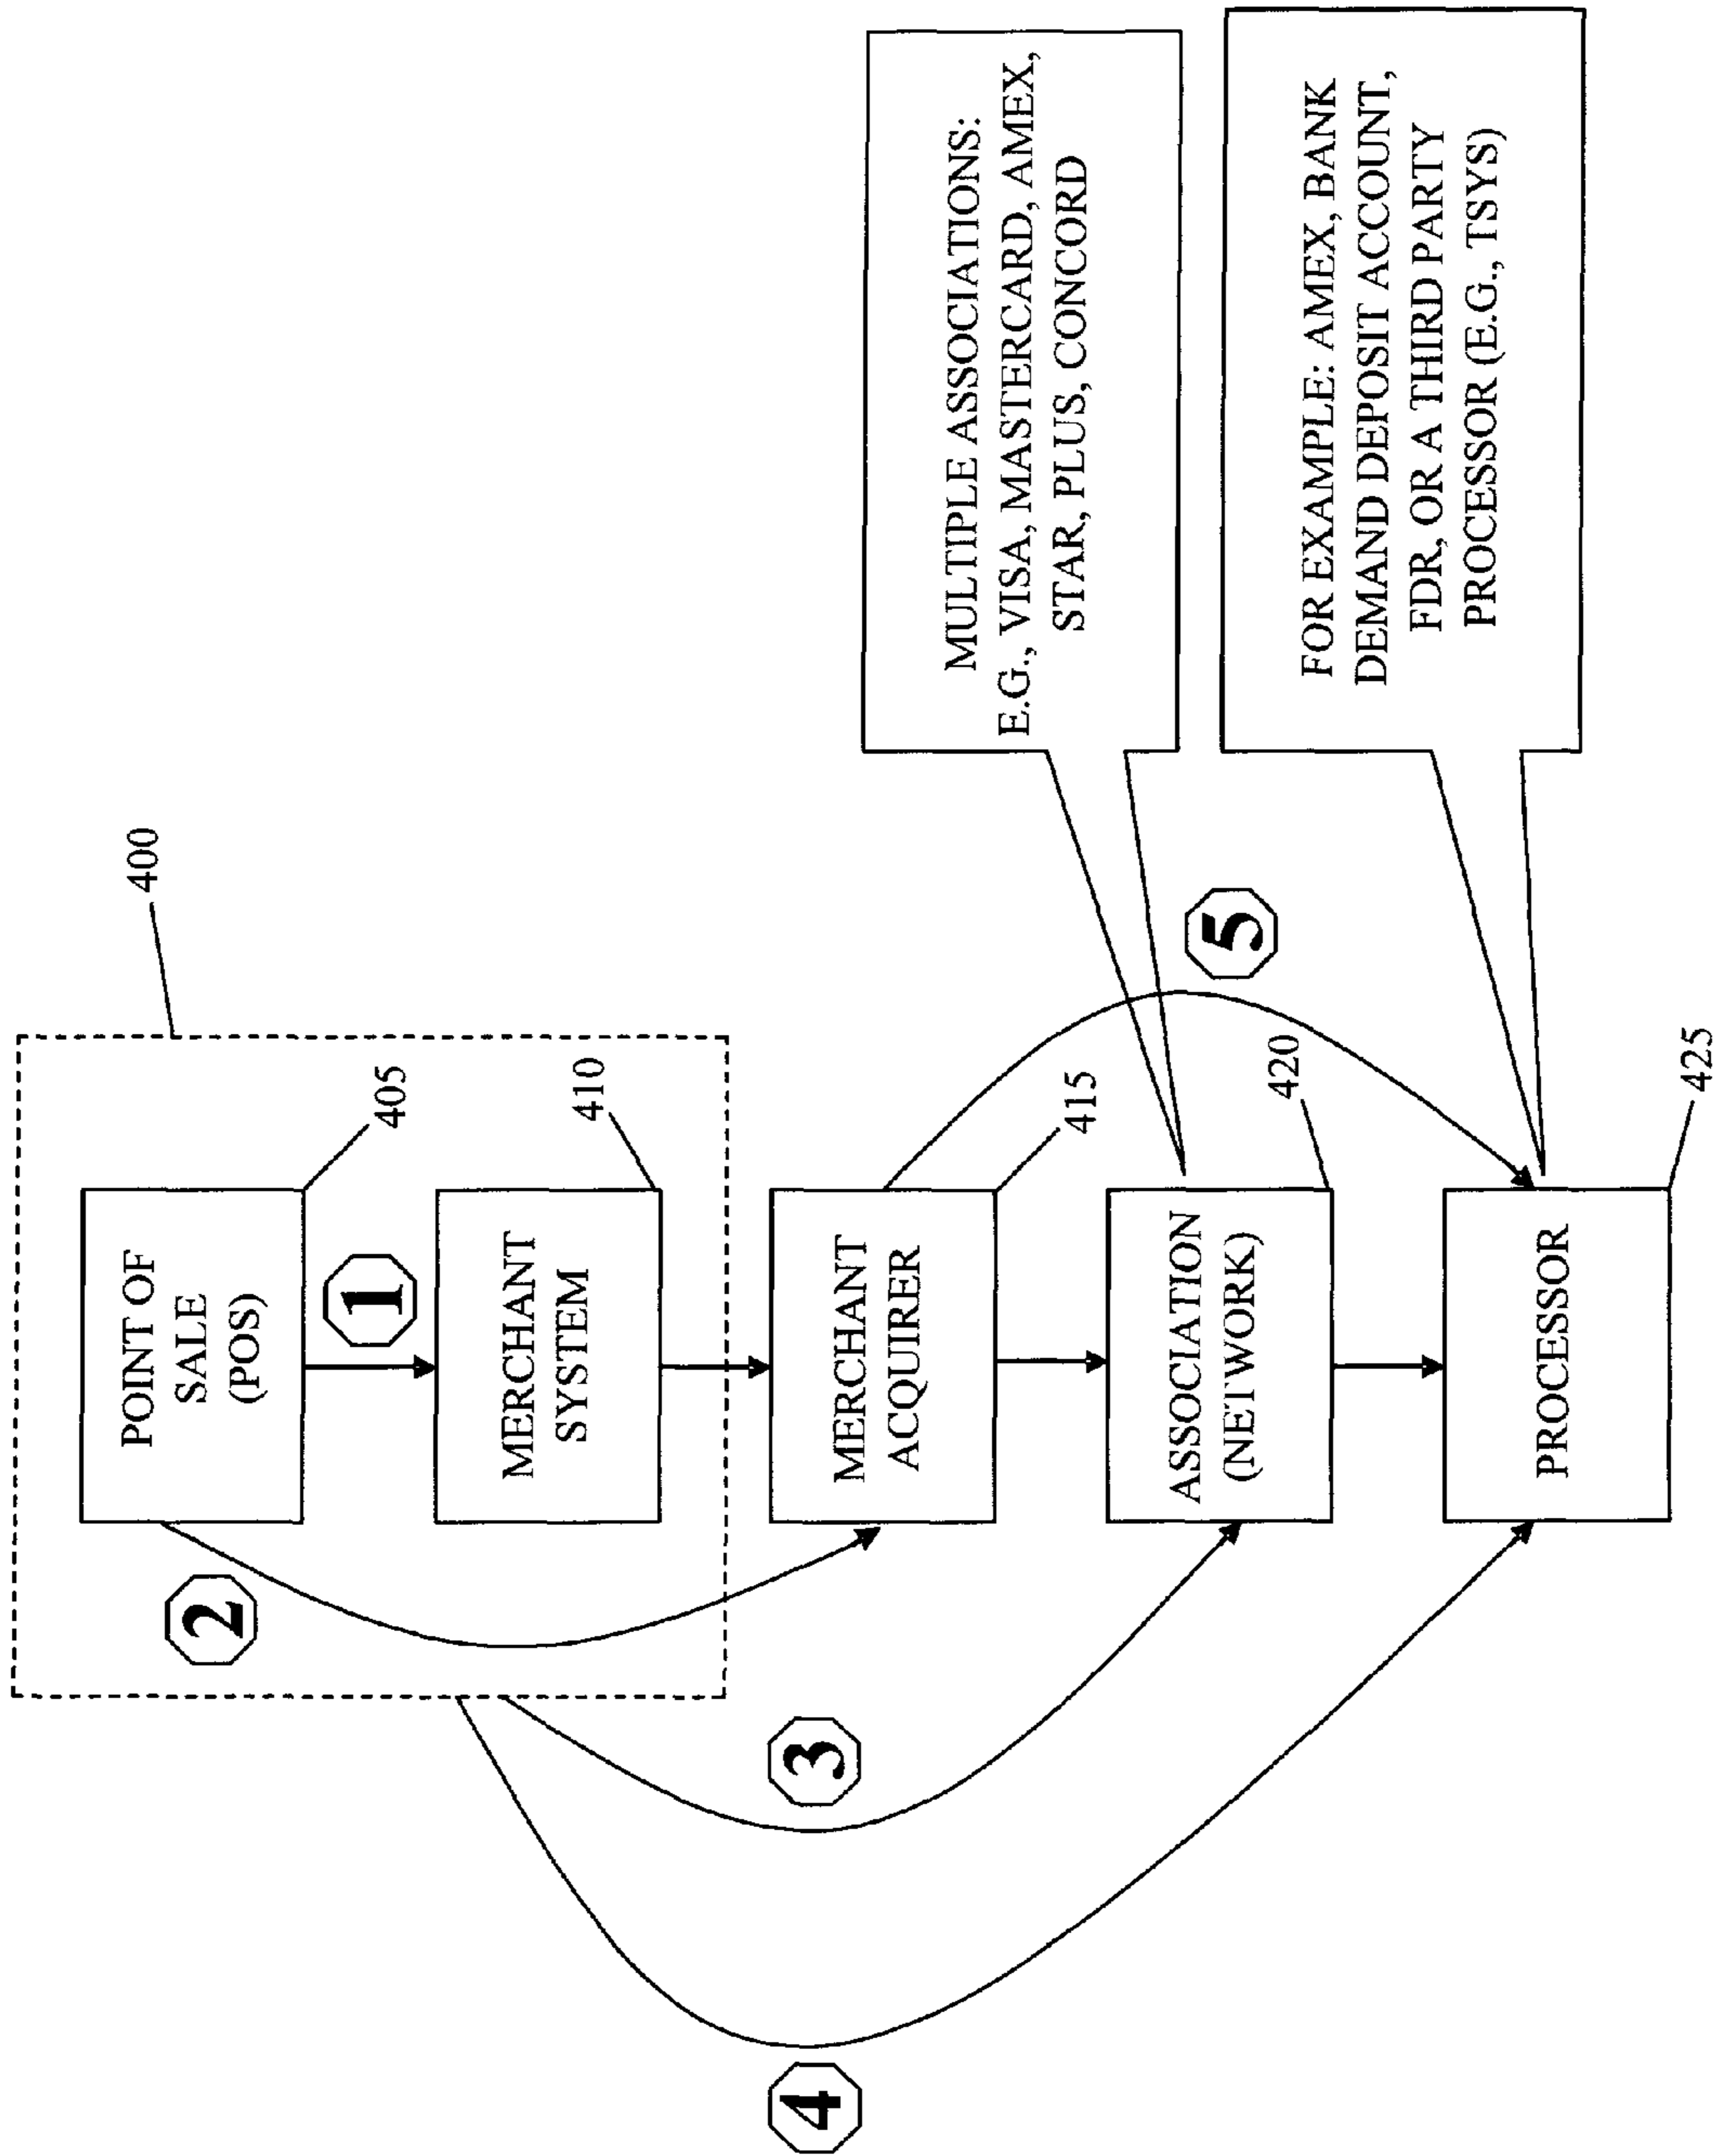 400
POINT OF
SALE
(POS)
405
1
2
MERCHANT
SYSTEM
410
3
4
MERCHANT
ACQUIRER
415
5
ASSOCIATION
(NETWORK)
420
MULTIPLE ASSOCIATIONS:
E.G., VISA, MASTERCARD, AMEX,
STAR, PLUS, CONCORD
PROCESSOR
425
FOR EXAMPLE: AMEX, BANK
DEMAND DEPOSIT ACCOUNT,
FDR, OR A THIRD PARTY
PROCESSOR (E.G., TSYS)